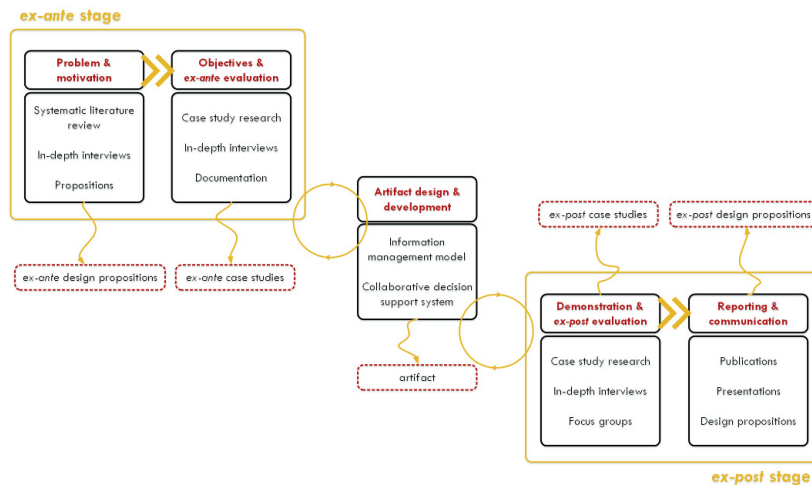 ex-ante stage
Problem &
motivation
Systematic literature
review
In-depth interviews
Propositions
Objectives &
ex-ante evaluation
Case study research
In-depth interviews
Documentation
ex-ante design propositions
ex-ante case studies
Artifact design &
development
Information
management model
Collaborative decision
support system
artifact
ex-post case studies
ex-post design propositions
Demonstration &
ex-post evaluation
Case study research
In-depth interviews
Focus groups
Reporting &
communication
Publications
Presentations
Design propositions
ex-post stage